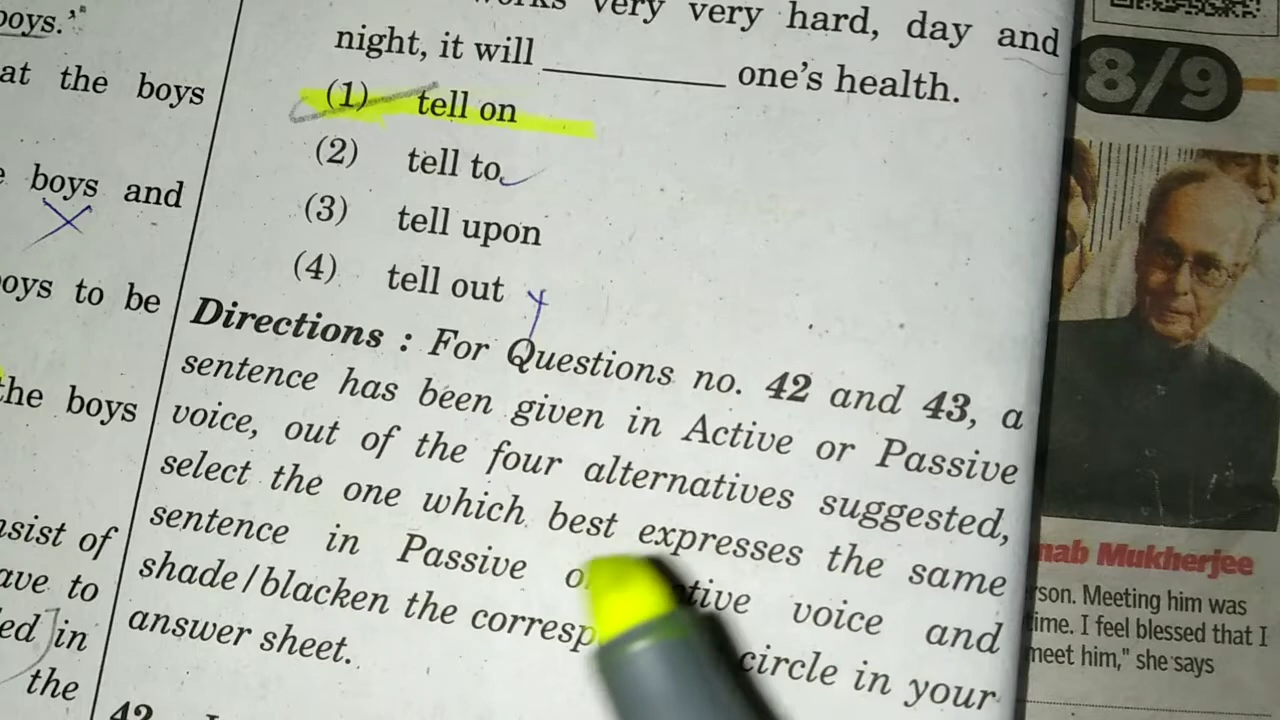 boys.'
at the boys
boys and
oys to be
the boys
sist of
ave to
ed in
the
very very hard, day and
night, it will ________ one's health.
(1) tell on
(2) tell to
(3) tell upon
(4) tell out
Directions : For Questions no. 42 and 43, a
sentence has been given in Active or Passive
voice, out of the four alternatives suggested,
select the one which best expresses the same
sentence in Passive o tive voice and
shade/blacken the corresp circle in your
answer sheet.
42.
8/9
nab Mukherjee
rson. Meeting him was
time. I feel blessed that I
meet him," she says